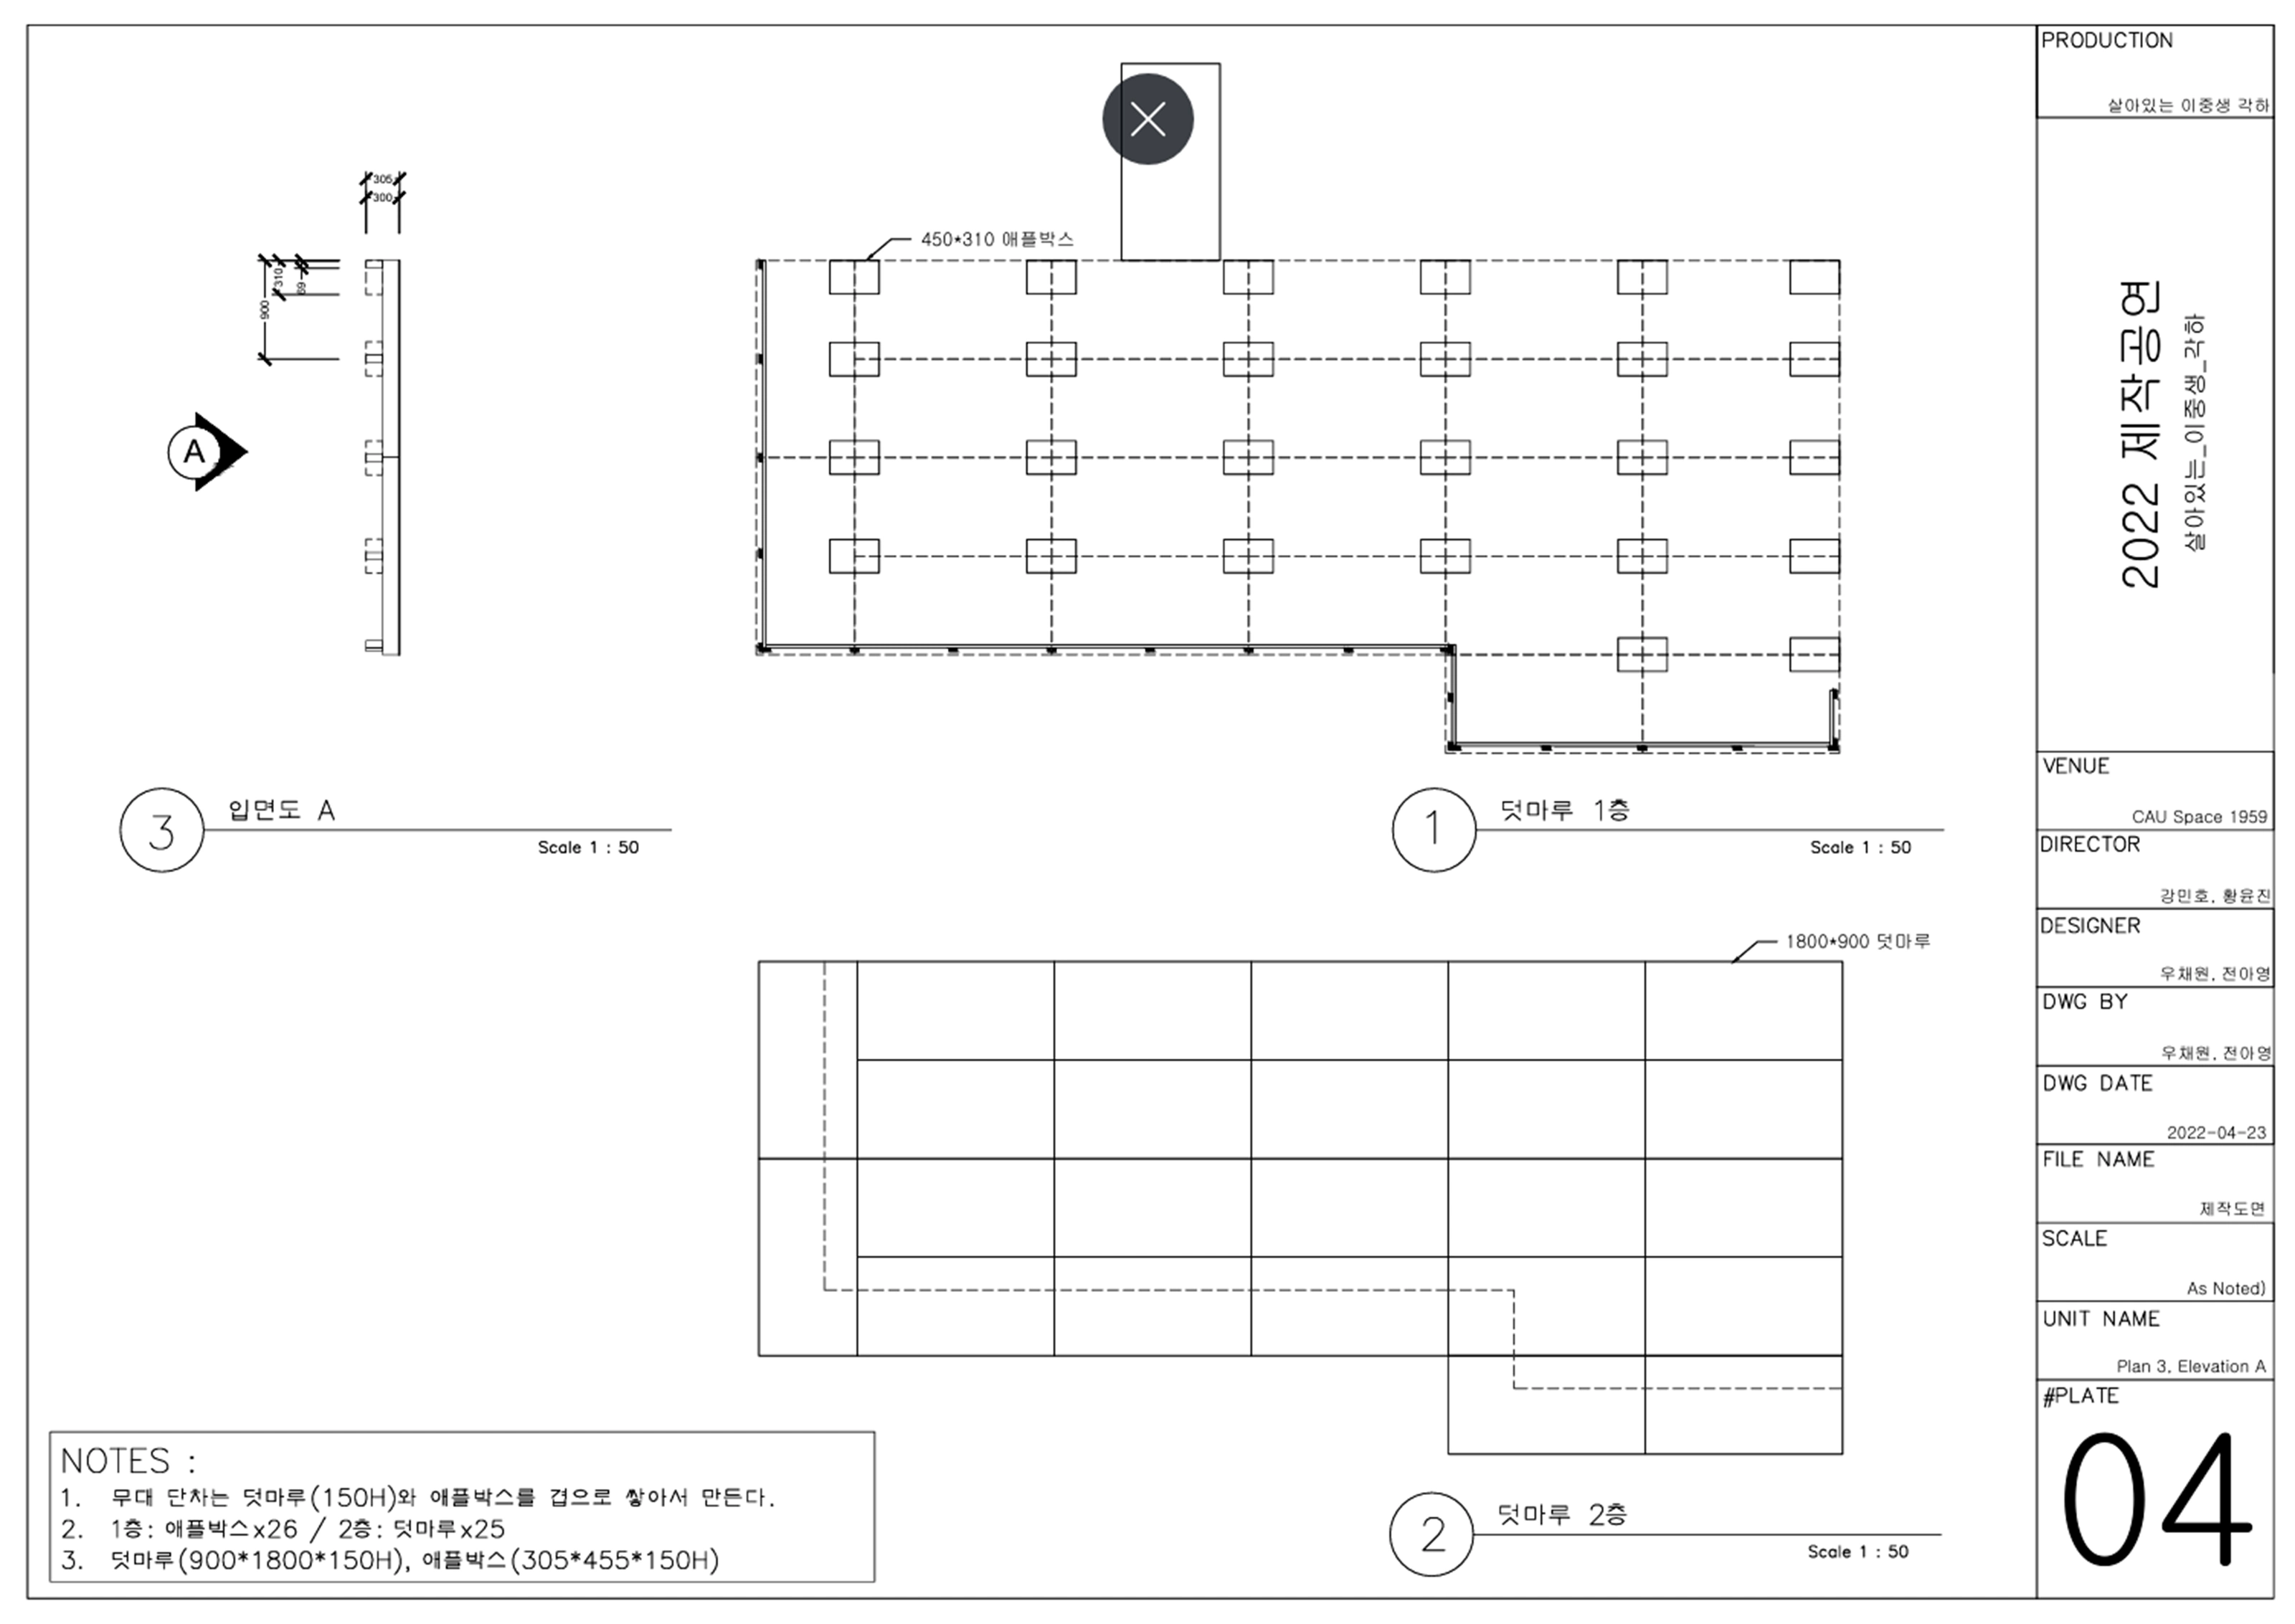 305
300
900
310
69
A
3
입면도 A
Scale 1 : 50
450*310 애플박스
1
덧마루 1층
Scale 1 : 50
1800*900 덧마루
2
덧마루 2층
Scale 1 : 50
NOTES :
1. 무대 단차는 덧마루(150H)와 애플박스를 겹으로 쌓아서 만든다.
2. 1층: 애플박스x26 / 2층: 덧마루x25
3. 덧마루(900*1800*150H), 애플박스(305*455*150H)
PRODUCTION
살아있는 이중생 각하
2022 제작공연
살아있는_이중생_각하
VENUE
CAU Space 1959
DIRECTOR
강민호, 황윤진
DESIGNER
우채원, 전아영
DWG BY
우채원, 전아영
DWG DATE
2022-04-23
FILE NAME
제작도면
SCALE
As Noted)
UNIT NAME
Plan 3, Elevation A
#PLATE
04